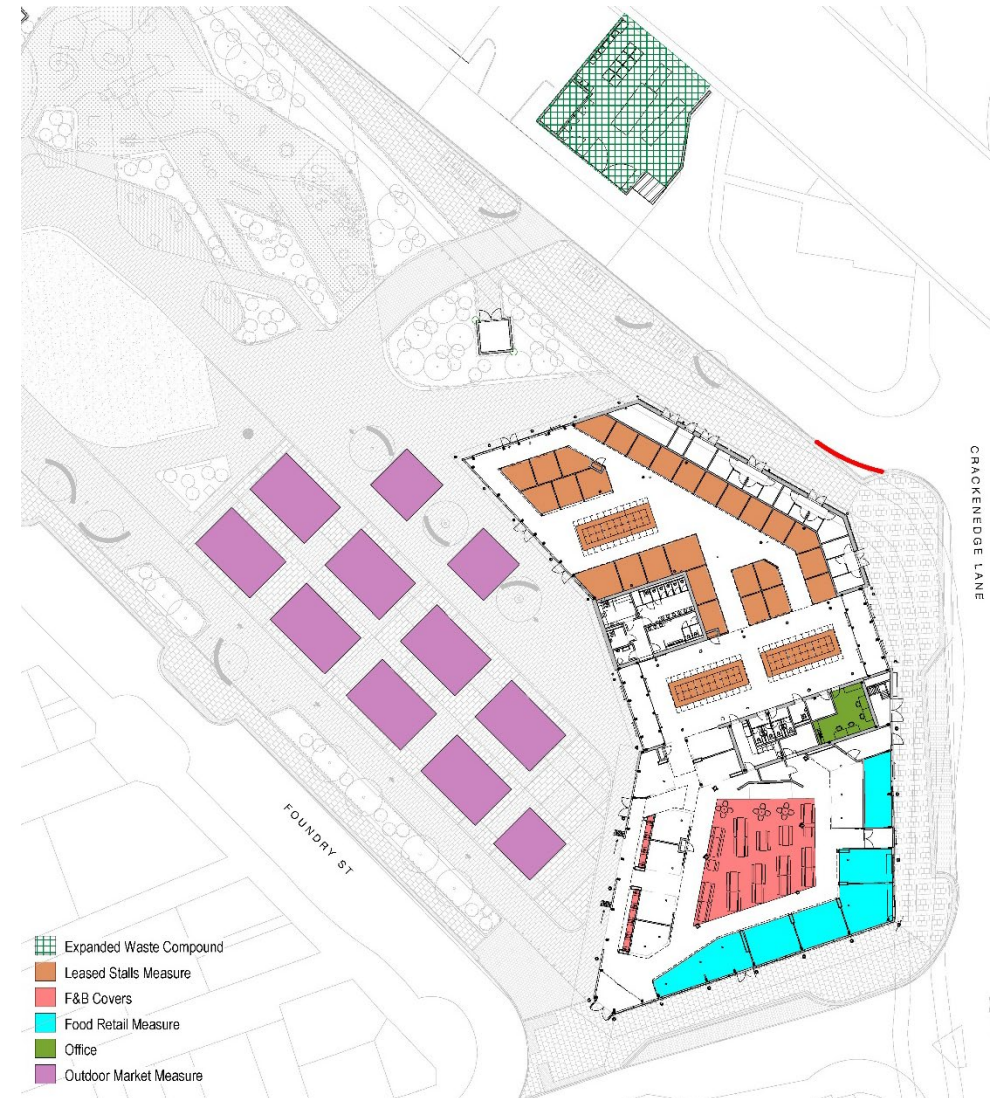 CRACKENEDGE LANE
FOUNDRY ST
Expanded Waste Compound
Leased Stalls Measure
F&B Covers
Food Retail Measure
Office
Outdoor Market Measure